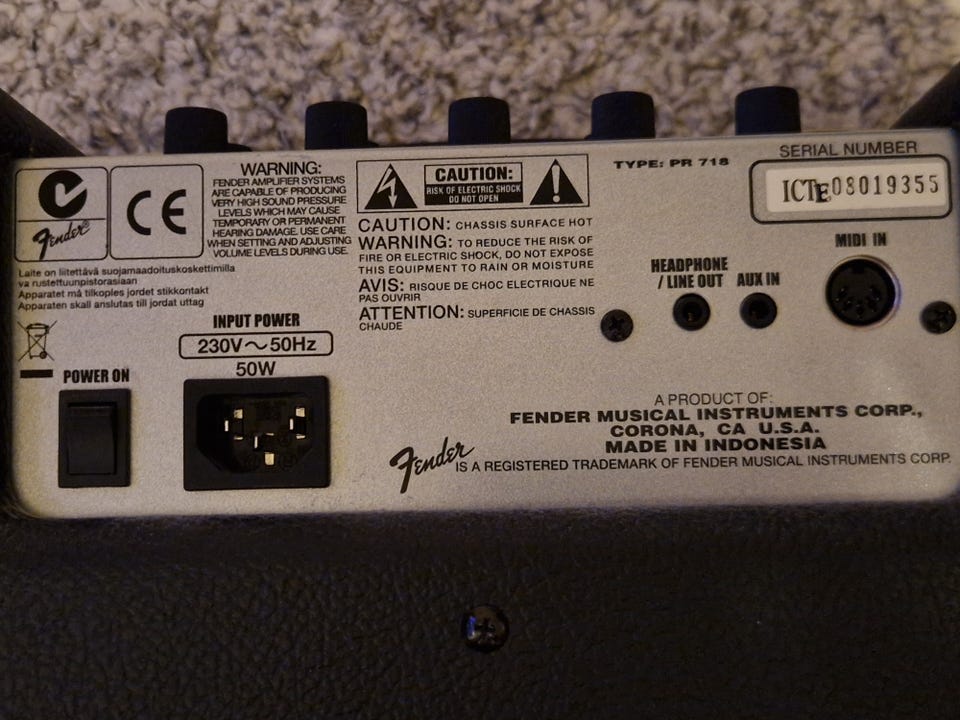 Fender
CE
WARNING:
FENDER AMPLIFIER SYSTEMS
ARE CAPABLE OF PRODUCING
VERY HIGH SOUND PRESSURE
LEVELS WHICH MAY CAUSE
TEMPORARY OR PERMANENT
HEARING DAMAGE. USE CARE
WHEN SETTING AND ADJUSTING
VOLUME LEVELS DURING USE.
CAUTION:
RISK OF ELECTRIC SHOCK
DO NOT OPEN
CAUTION: CHASSIS SURFACE HOT
WARNING: TO REDUCE THE RISK OF
FIRE OR ELECTRIC SHOCK, DO NOT EXPOSE
THIS EQUIPMENT TO RAIN OR MOISTURE
AVIS: RISQUE DE CHOC ELECTRIQUE NE
PAS OUVRIR
ATTENTION: SUPERFICIE DE CHASSIS
CHAUDE
TYPE: PR 718
SERIAL NUMBER
ICTE08019355
MIDI IN
HEADPHONE
/ LINE OUT
AUX IN
Laite on liitettävä suojamaadoituskoskettimilla
va rustettuunpistorasiaan
Apparatet må tilkoples jordet stikkontakt
Apparaten skall anslutas till jordat uttag
POWER ON
INPUT POWER
230V～50Hz
50W
A PRODUCT OF:
FENDER MUSICAL INSTRUMENTS CORP.,
CORONA, CA U.S.A.
MADE IN INDONESIA
Fender IS A REGISTERED TRADEMARK OF FENDER MUSICAL INSTRUMENTS CORP.